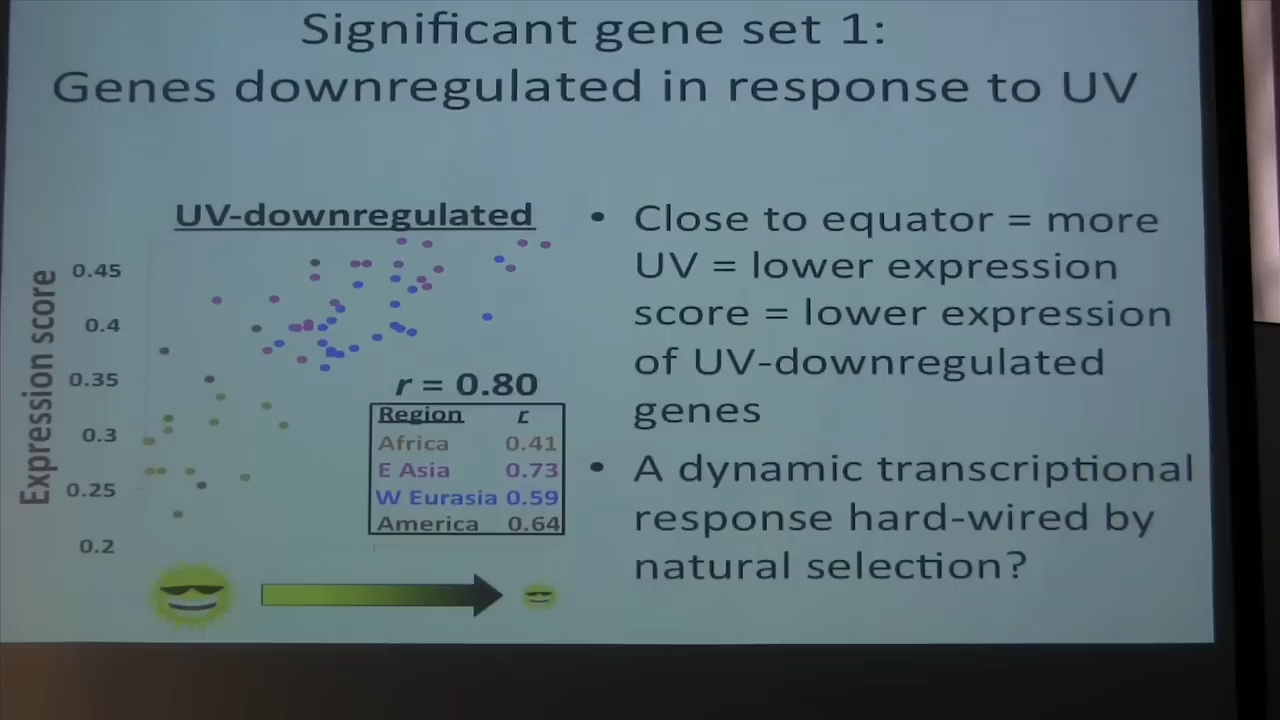 Significant gene set 1:
Genes downregulated in response to UV
UV-downregulated
Expression score
0.45
0.4
0.35
0.3
0.25
0.2
r = 0.80
Region r
Africa 0.41
E Asia 0.73
W Eurasia 0.59
America 0.64
• Close to equator = more
UV = lower expression
score = lower expression
of UV-downregulated
genes
• A dynamic transcriptional
response hard-wired by
natural selection?